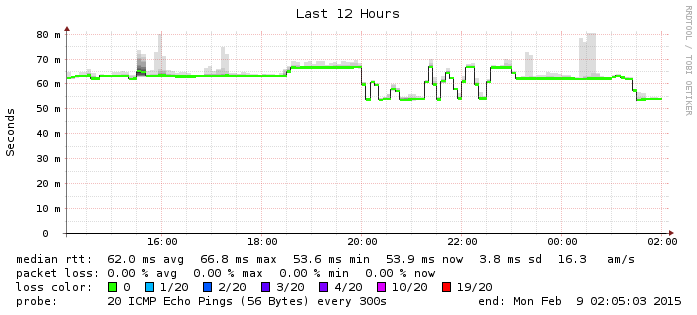 Last 12 Hours
RRDTOOL / TOBI OETIKER
Seconds
80 m
70 m
60 m
50 m
40 m
30 m
20 m
10 m
0
16:00 18:00 20:00 22:00 00:00 02:00
median rtt: 62.0 ms avg 66.8 ms max 53.6 ms min 53.9 ms now 3.8 ms sd 16.3 am/s
packet loss: 0.00 % avg 0.00 % max 0.00 % min 0.00 % now
loss color: 0 1/20 2/20 3/20 4/20 10/20 19/20
probe: 20 ICMP Echo Pings (56 Bytes) every 300s end: Mon Feb 9 02:05:03 2015